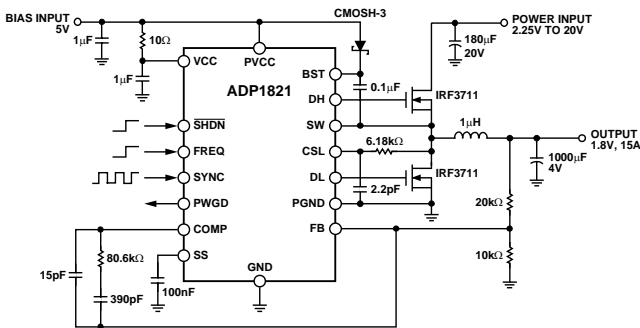 BIAS INPUT
5V
1μF
10Ω
1μF
CMOSH-3
180μF
20V
POWER INPUT
2.25V TO 20V
VCC
PVCC
ADP1821
BST
0.1μF
DH
IRF3711
SW
1μH
SHDN
FREQ
SYNC
PWGD
COMP
SS
GND
CSL
6.18kΩ
DL
IRF3711
2.2pF
PGND
FB
OUTPUT
1.8V, 15A
1000μF
4V
20kΩ
10kΩ
15pF
80.6kΩ
390pF
100nF